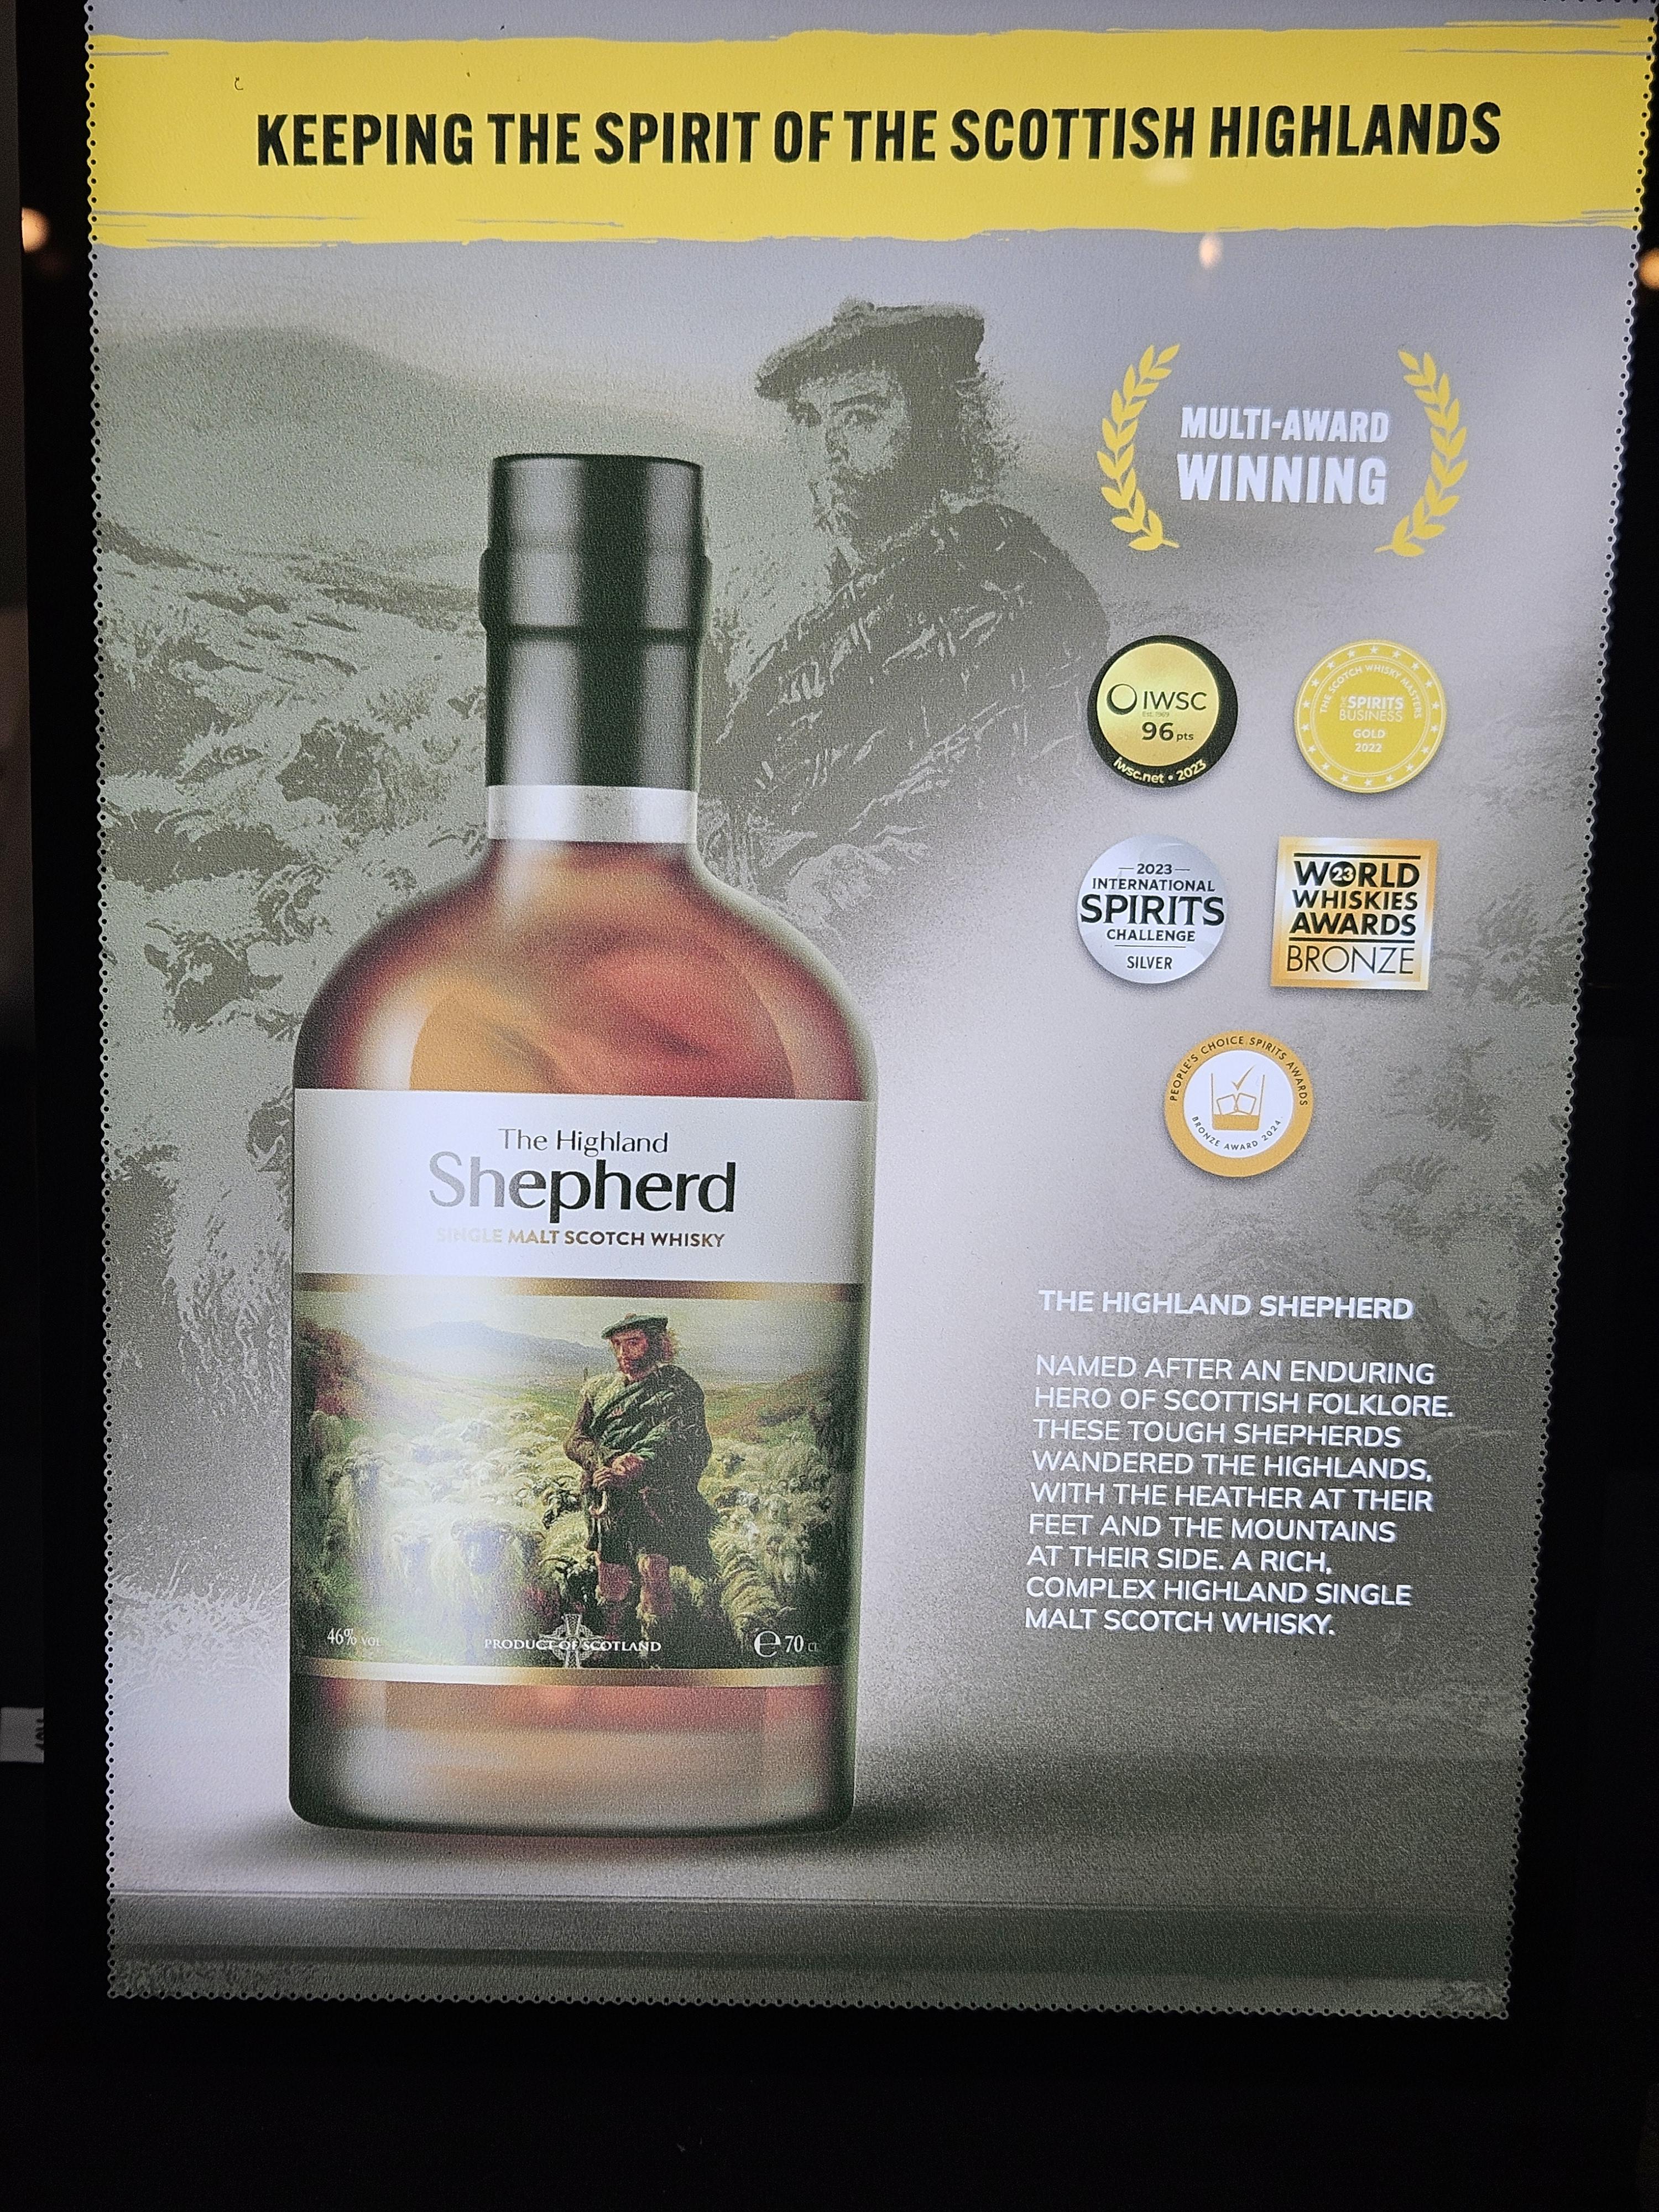 KEEPING THE SPIRIT OF THE SCOTTISH HIGHLANDS
MULTI-AWARD
WINNING
IWSC
Est. 1969
96 pts
iwsc.net • 2023
THE SCOTCH WHISKY MASTERS
THE SPIRITS
BUSINESS
GOLD
2022
2023
INTERNATIONAL
SPIRITS
CHALLENGE
SILVER
W23RLD
WHISKIES
AWARDS
BRONZE
PEOPLE'S CHOICE SPIRITS AWARDS
BRONZE AWARD 2024
The Highland
Shepherd
SINGLE MALT SCOTCH WHISKY
46% VOL
PRODUCT OF SCOTLAND
℮ 70 cl
THE HIGHLAND SHEPHERD
NAMED AFTER AN ENDURING
HERO OF SCOTTISH FOLKLORE.
THESE TOUGH SHEPHERDS
WANDERED THE HIGHLANDS,
WITH THE HEATHER AT THEIR
FEET AND THE MOUNTAINS
AT THEIR SIDE. A RICH,
COMPLEX HIGHLAND SINGLE
MALT SCOTCH WHISKY.